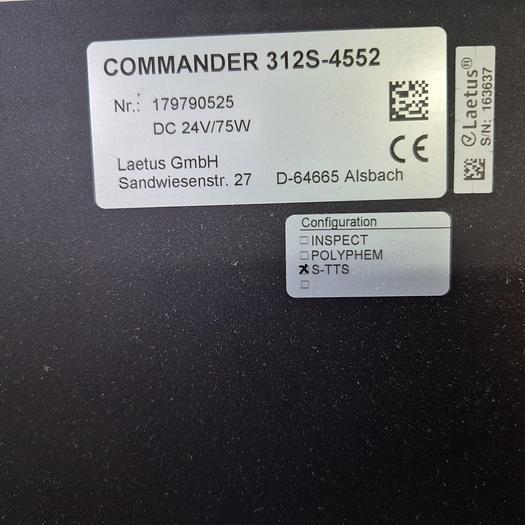 COMMANDER 312S-4552
Nr.: 179790525
DC 24V/75W
CE
Laetus GmbH
Sandwiesenstr. 27 D-64665 Alsbach
Laetus®
S/N: 163637
Configuration
INSPECT
POLYPHEM
S-TTS